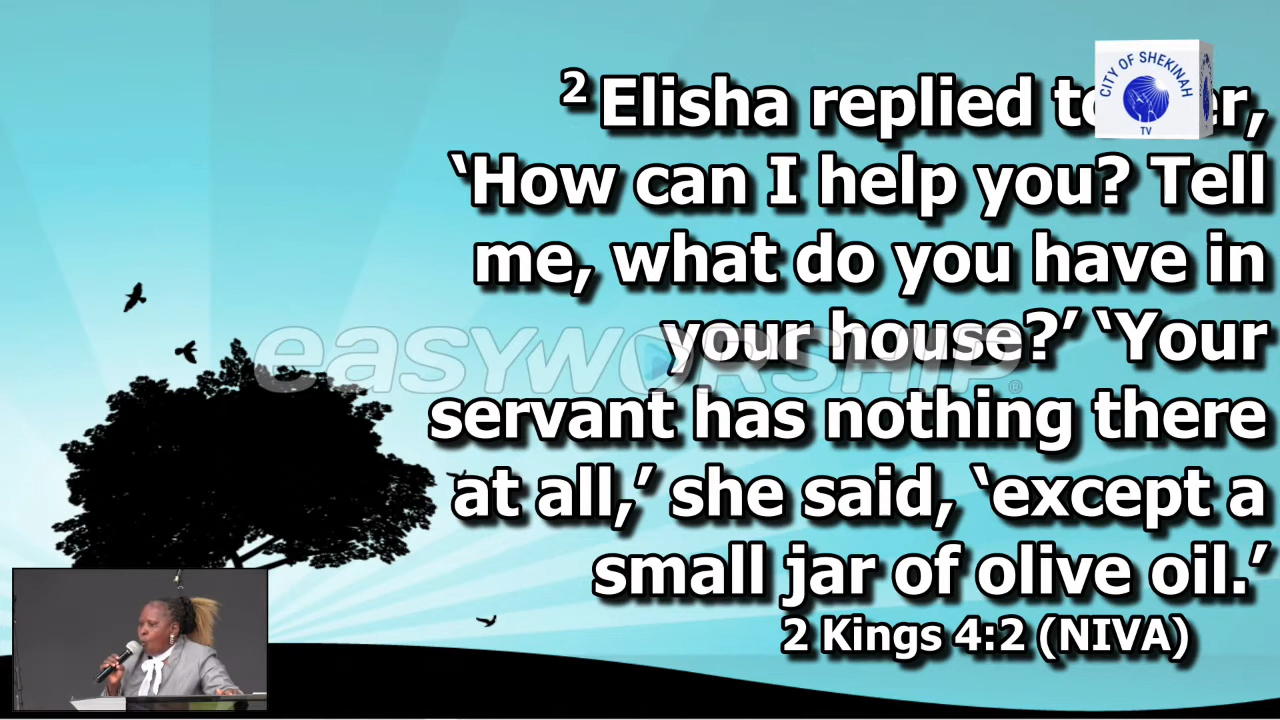 CITY OF SHEKINAH
TV
2 Elisha replied to
‘How can I help you? Tell
me, what do you have in
your house?’ ‘Your
servant has nothing there
at all,’ she said, ‘except a
small jar of olive oil.’
2 Kings 4:2 (NIVA)
easyworship®